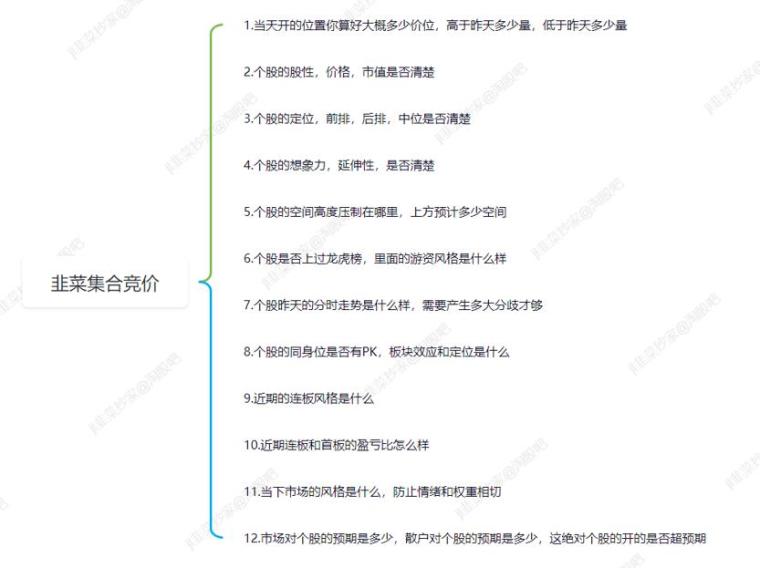 韭菜集合竞价
1.当天开的位置你算好大概多少价位，高于昨天多少量，低于昨天多少量
2.个股的股性，价格，市值是否清楚
3.个股的定位，前排，后排，中位是否清楚
4.个股的想象力，延伸性，是否清楚
5.个股的空间高度压制在哪里，上方预计多少空间
6.个股是否上过龙虎榜，里面的游资风格是什么样
7.个股昨天的分时走势是什么样，需要产生多大分歧才够
8.个股的同身位是否有PK，板块效应和定位是什么
9.近期的连板风格是什么
10.近期连板和首板的盈亏比怎么样
11.当下市场的风格是什么，防止情绪和权重相切
12.市场对个股的预期是多少，散户对个股的预期是多少，这绝对个股的开的是否超预期